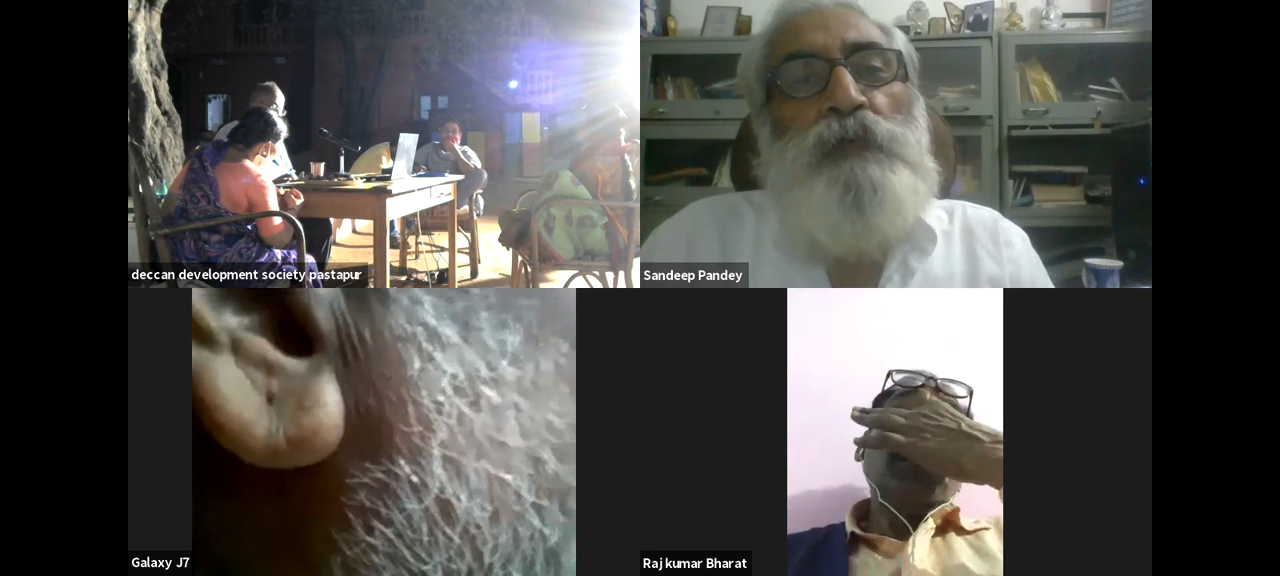 deccan development society pastapur
Sandeep Pandey
Galaxy J7
Raj kumar Bharat